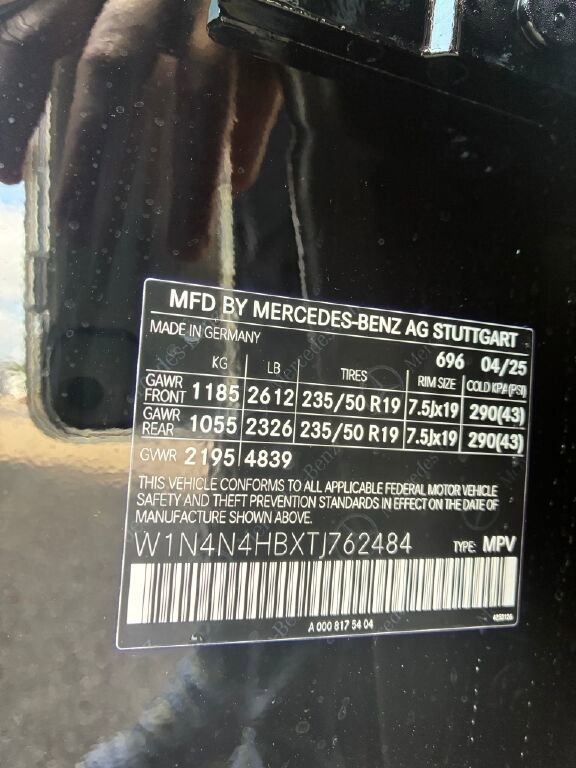 MFD BY MERCEDES-BENZ AG STUTTGART
MADE IN GERMANY 696 04/25
KG LB TIRES RIM SIZE COLD KPA(PSI)
GAWR FRONT 1185 2612 235/50 R19 7.5Jx19 290(43)
GAWR REAR 1055 2326 235/50 R19 7.5Jx19 290(43)
GVWR 2195 4839
THIS VEHICLE CONFORMS TO ALL APPLICABLE FEDERAL MOTOR VEHICLE
SAFETY AND THEFT PREVENTION STANDARDS IN EFFECT ON THE DATE OF
MANUFACTURE SHOWN ABOVE.
W1N4N4HBXTJ762484 TYPE: MPV
A 000 817 54 04